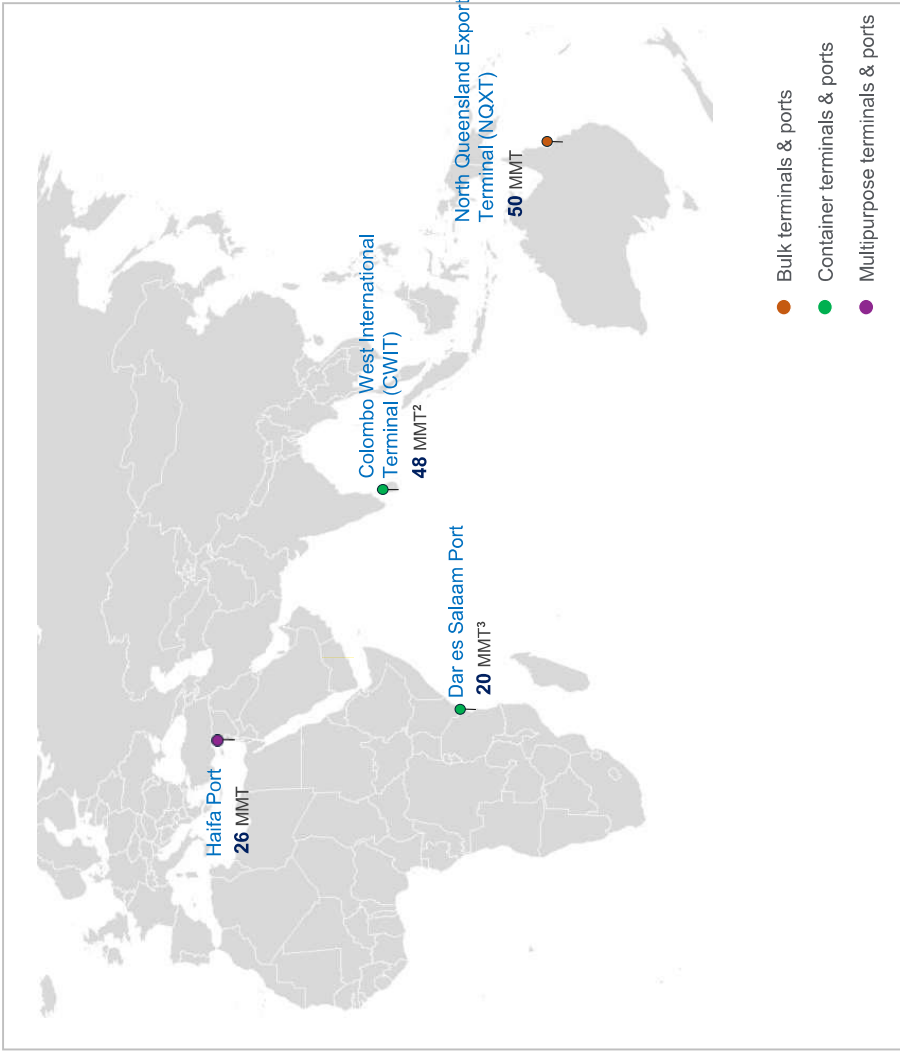 Haifa Port
26 MMT
Dar es Salaam Port
20 MMT³
Colombo West International
Terminal (CWIT)
48 MMT²
North Queensland Export
Terminal (NQXT)
50 MMT
Bulk terminals & ports
Container terminals & ports
Multipurpose terminals & ports